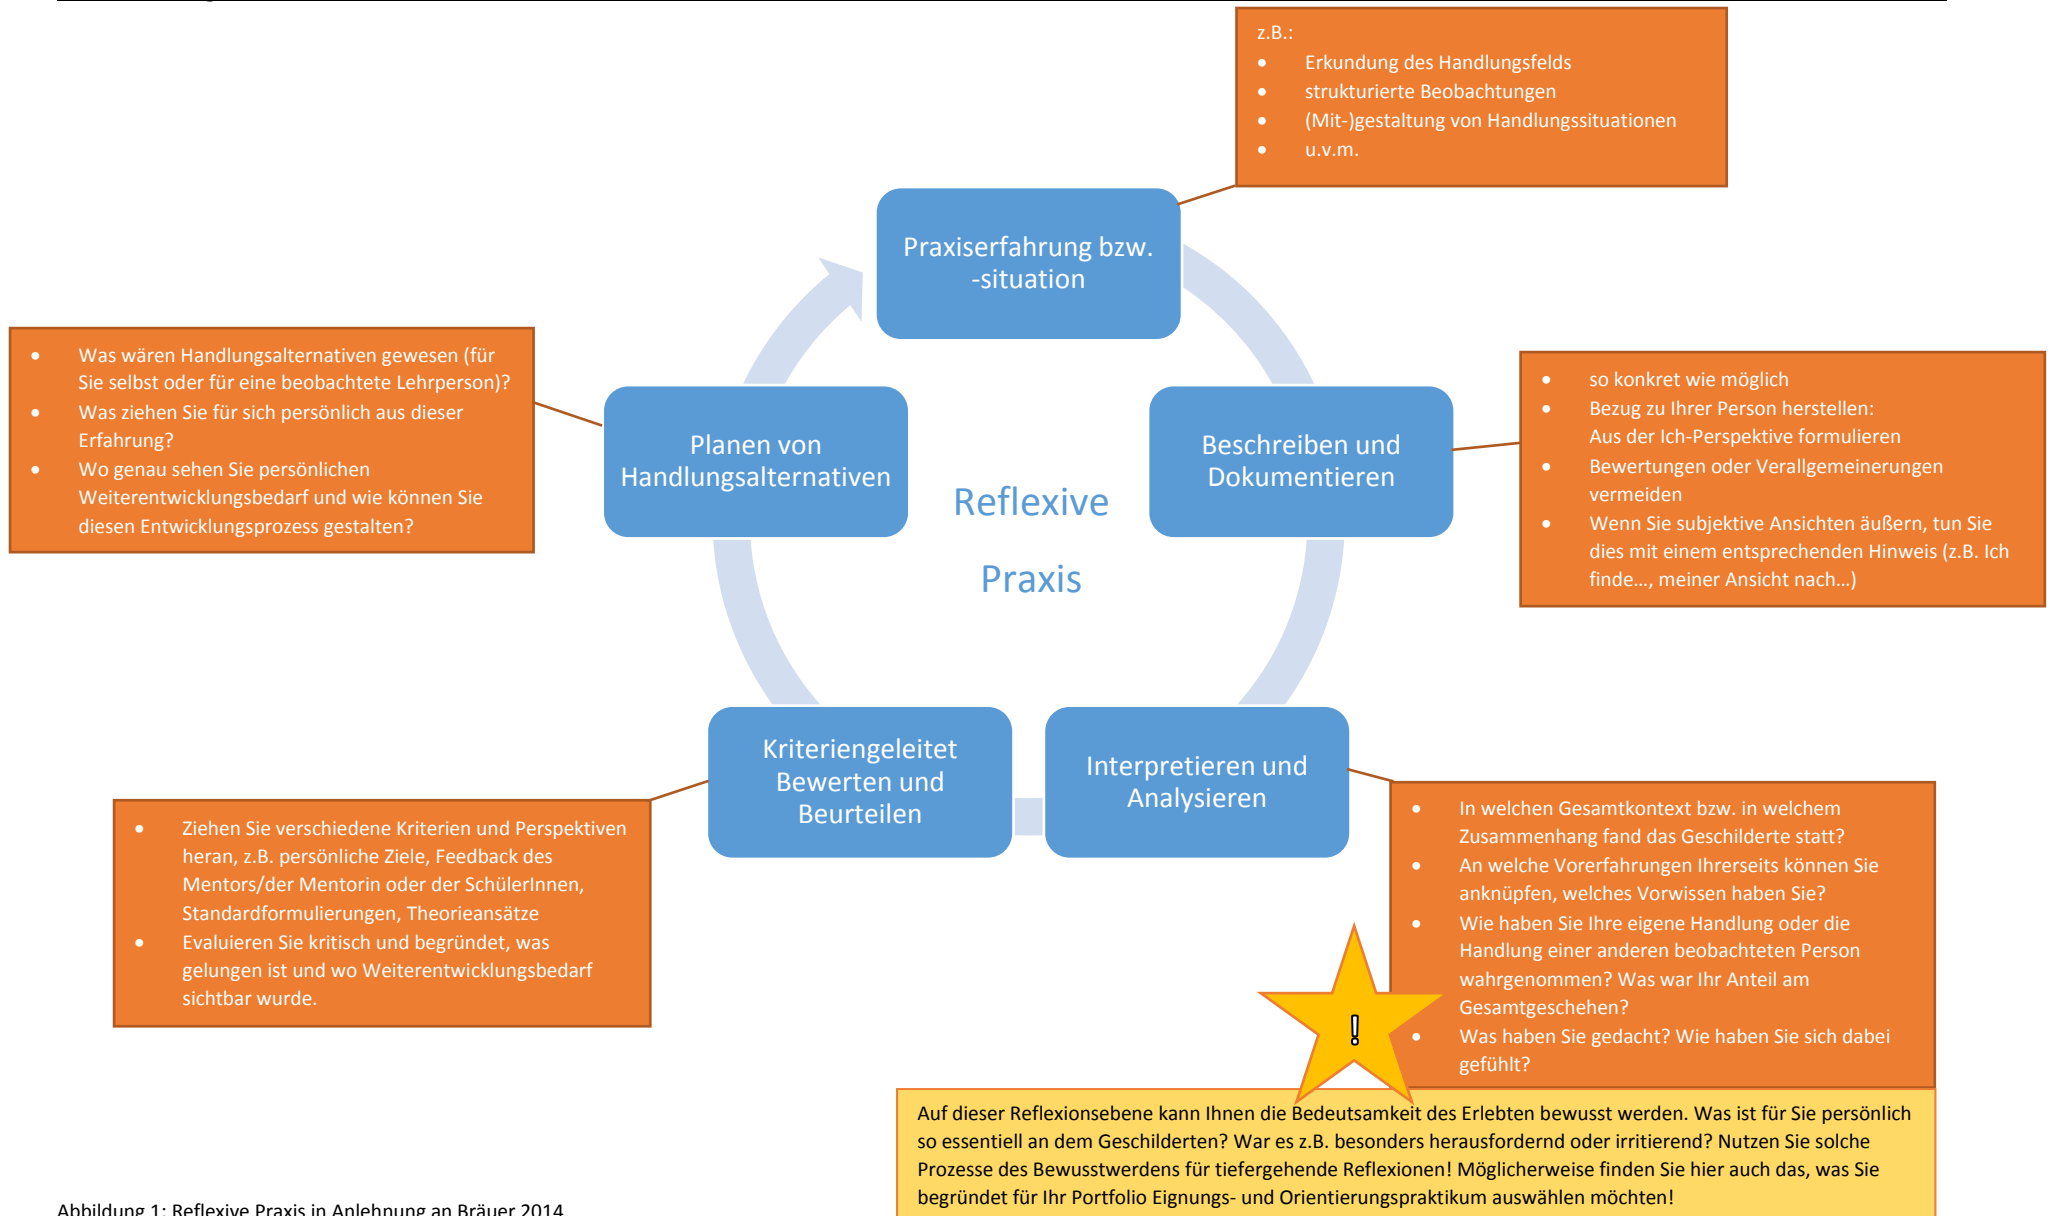 z.B.:
• Erkundung des Handlungsfelds
• strukturierte Beobachtungen
• (Mit-)gestaltung von Handlungssituationen
• u.v.m.
Praxiserfahrung bzw.
-situation
• Was wären Handlungsalternativen gewesen (für
Sie selbst oder für eine beobachtete Lehrperson)?
• Was ziehen Sie für sich persönlich aus dieser
Erfahrung?
• Wo genau sehen Sie persönlichen
Weiterentwicklungsbedarf und wie können Sie
diesen Entwicklungsprozess gestalten?
Planen von
Handlungsalternativen
Reflexive
Praxis
Beschreiben und
Dokumentieren
• so konkret wie möglich
• Bezug zu Ihrer Person herstellen:
Aus der Ich-Perspektive formulieren
• Bewertungen oder Verallgemeinerungen
vermeiden
• Wenn Sie subjektive Ansichten äußern, tun Sie
dies mit einem entsprechenden Hinweis (z.B. Ich
finde…, meiner Ansicht nach…)
Kriteriengeleitet
Bewerten und
Beurteilen
Interpretieren und
Analysieren
• Ziehen Sie verschiedene Kriterien und Perspektiven
heran, z.B. persönliche Ziele, Feedback des
Mentors/der Mentorin oder der SchülerInnen,
Standardformulierungen, Theorieansätze
• Evaluieren Sie kritisch und begründet, was
gelungen ist und wo Weiterentwicklungsbedarf
sichtbar wurde.
• In welchen Gesamtkontext bzw. in welchem
Zusammenhang fand das Geschilderte statt?
• An welche Vorerfahrungen Ihrerseits können Sie
anknüpfen, welches Vorwissen haben Sie?
• Wie haben Sie Ihre eigene Handlung oder die
Handlung einer anderen beobachteten Person
wahrgenommen? Was war Ihr Anteil am
Gesamtgeschehen?
• Was haben Sie gedacht? Wie haben Sie sich dabei
gefühlt?
!
Auf dieser Reflexionsebene kann Ihnen die Bedeutsamkeit des Erlebten bewusst werden. Was ist für Sie persönlich
so essentiell an dem Geschilderten? War es z.B. besonders herausfordernd oder irritierend? Nutzen Sie solche
Prozesse des Bewusstwerdens für tiefergehende Reflexionen! Möglicherweise finden Sie hier auch das, was Sie
begründet für Ihr Portfolio Eignungs- und Orientierungspraktikum auswählen möchten!
Abbildung 1: Reflexive Praxis in Anlehnung an Bräuer 2014